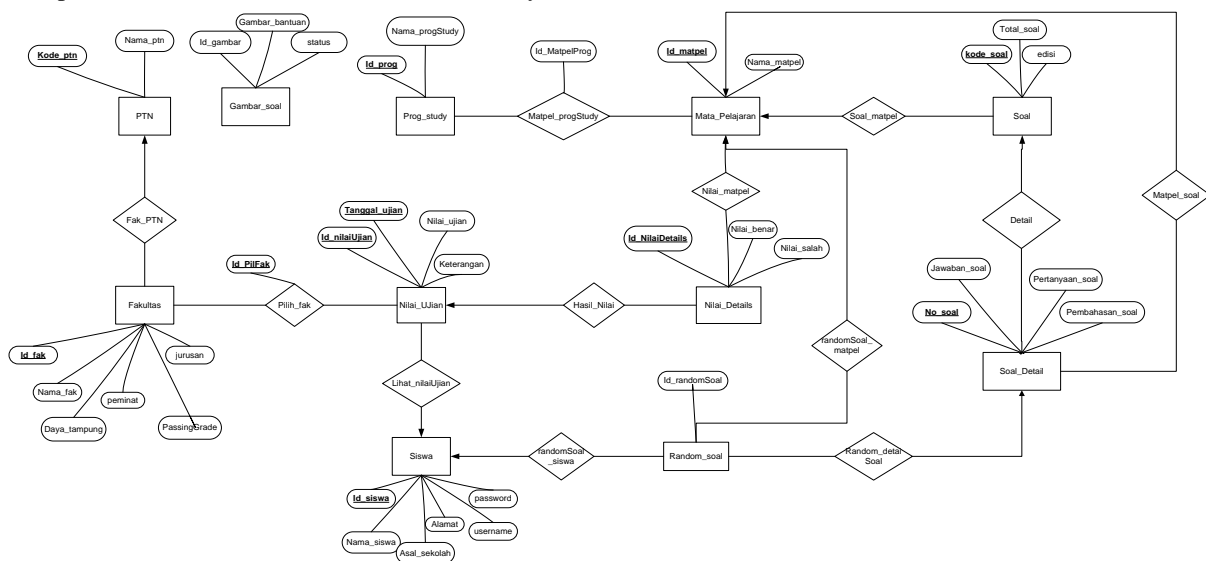 Gambar_bantuan
Nama_ptn
Id_gambar
status
Kode_ptn
PTN
Gambar_soal
Nama_progStudy
Id_prog
Prog_study
Id_MatpelProg
Matpel_progStudy
Id_matpel
Nama_matpel
Mata_Pelajaran
Soal_matpel
Total_soal
kode_soal
edisi
Soal
Matpel_soal
Fak_PTN
Nilai_matpel
Detail
Tanggal_ujian
Id_nilaiUjian
Nilai_ujian
Keterangan
Id_NilaiDetails
Nilai_benar
Nilai_salah
Id_PilFak
Fakultas
Pilih_fak
Nilai_UJian
Hasil_Nilai
Nilai_Details
Jawaban_soal
Pertanyaan_soal
No_soal
Pembahasan_soal
Soal_Detail
Id_fak
jurusan
Nama_fak
peminat
Daya_tampung
PassingGrade
Lihat_nilaiUjian
randomSoal_
matpel
Id_randomSoal
Siswa
randomSoal
_siswa
Random_soal
Random_detai
Soal
Id_siswa
password
Alamat
username
Nama_siswa
Asal_sekolah